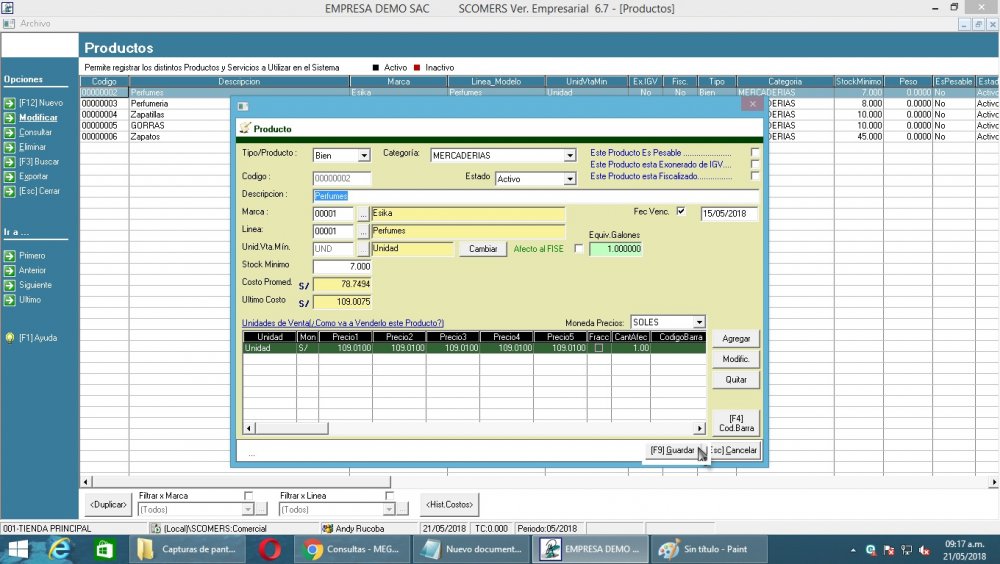 EMPRESA DEMO SAC SCOMERS Ver. Empresarial 6.7 - [Productos]
Archivo
Productos
Permite registrar los distintos Productos y Servicios a Utilizar en el Sistema Activo Inactivo
Opciones
[F12] Nuevo
Modificar
Consultar
Eliminar
[F3] Buscar
Exportar
[Esc] Cerrar
Ir a ...
Primero
Anterior
Siguiente
Ultimo
[F1] Ayuda
Codigo Descripcion Marca Linea_Modelo UnidVtaMin Ex.IGV Fisc. Tipo Categoria StockMinimo Peso EsPesable Estad
00000002 Perfumes Esika Perfumes Unidad No No Bien MERCADERIAS 7.000 0.0000 No Activo
00000003 Perfumeria DERIAS 8.000 0.0000 No Activo
00000004 Zapatillas DERIAS 10.000 0.0000 No Activo
00000005 GORRAS DERIAS 10.000 0.0000 No Activo
00000006 Zapatos DERIAS 45.000 0.0000 No Activo
Producto
Tipo/Producto : Bien Categoría: MERCADERIAS
Este Producto Es Pesable ......................
Este Producto esta Exonerado de IGV....
Este Producto esta Fiscalizado...............
Codigo : 00000002 Estado Activo
Descripcion : Perfumes
Marca : 00001 ... Esika Fec Venc. 15/05/2018
Linea: 00001 ... Perfumes
Equiv.Galones
Unid.Vta.Mín. UND ... Unidad Cambiar Afecto al FISE 1.000000
Stock Minimo 7.000
Costo Promed. S/ 78.7494
Ultimo Costo S/ 109.0075
Unidades de Venta(¿Como va a Venderlo este Producto?) Moneda Precios: SOLES
Unidad Mon Precio1 Precio2 Precio3 Precio4 Precio5 Fracc CantAfec CodigoBarra
Unidad S/ 109.0100 109.0100 109.0100 109.0100 109.0100 1.00
Agregar
Modific.
Quitar
[F4]
Cod.Barra
... [F9] Guardar sc] Cancelar
<Duplicar> Filtrar x Marca (Todos) ... Filtrar x Linea (Todos) ... <Hist.Costos>
001-TIENDA PRINCIPAL (Local)\SCOMERS:Comercial Andy Rucoba 21/05/2018 TC:0.000 Periodo:05/2018
Capturas de pant... Consultas - MEG... Nuevo document... EMPRESA DEMO ... Sin título - Paint
09:17 a.m.
21/05/2018